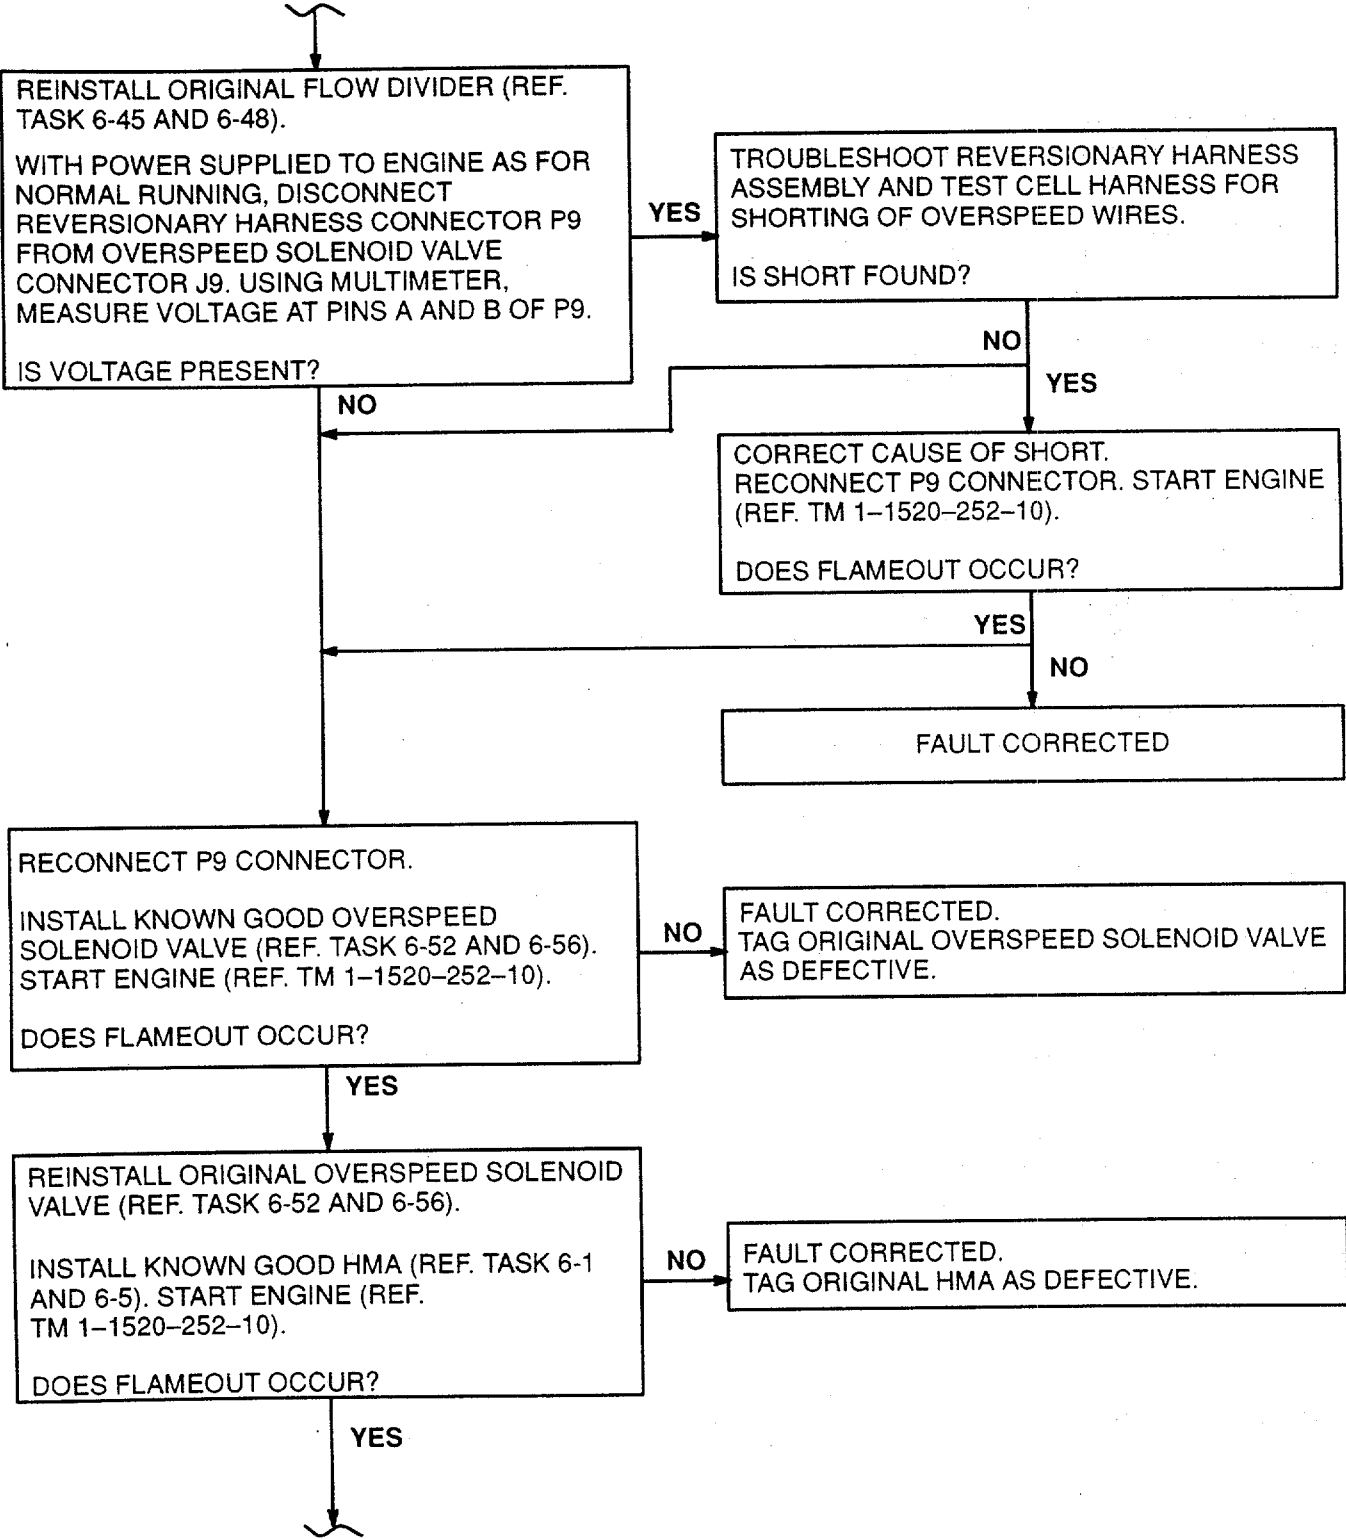 REINSTALL ORIGINAL FLOW DIVIDER (REF.
TASK 6-45 AND 6-48).
WITH POWER SUPPLIED TO ENGINE AS FOR
NORMAL RUNNING, DISCONNECT
REVERSIONARY HARNESS CONNECTOR P9
FROM OVERSPEED SOLENOID VALVE
CONNECTOR J9. USING MULTIMETER,
MEASURE VOLTAGE AT PINS A AND B OF P9.
IS VOLTAGE PRESENT?
YES
TROUBLESHOOT REVERSIONARY HARNESS
ASSEMBLY AND TEST CELL HARNESS FOR
SHORTING OF OVERSPEED WIRES.
IS SHORT FOUND?
NO
YES
NO
CORRECT CAUSE OF SHORT.
RECONNECT P9 CONNECTOR. START ENGINE
(REF. TM 1–1520–252–10).
DOES FLAMEOUT OCCUR?
YES
NO
FAULT CORRECTED
RECONNECT P9 CONNECTOR.
INSTALL KNOWN GOOD OVERSPEED
SOLENOID VALVE (REF. TASK 6-52 AND 6-56).
START ENGINE (REF. TM 1–1520–252–10).
DOES FLAMEOUT OCCUR?
NO
FAULT CORRECTED.
TAG ORIGINAL OVERSPEED SOLENOID VALVE
AS DEFECTIVE.
YES
REINSTALL ORIGINAL OVERSPEED SOLENOID
VALVE (REF. TASK 6-52 AND 6-56).
INSTALL KNOWN GOOD HMA (REF. TASK 6-1
AND 6-5). START ENGINE (REF.
TM 1–1520–252–10).
DOES FLAMEOUT OCCUR?
NO
FAULT CORRECTED.
TAG ORIGINAL HMA AS DEFECTIVE.
YES